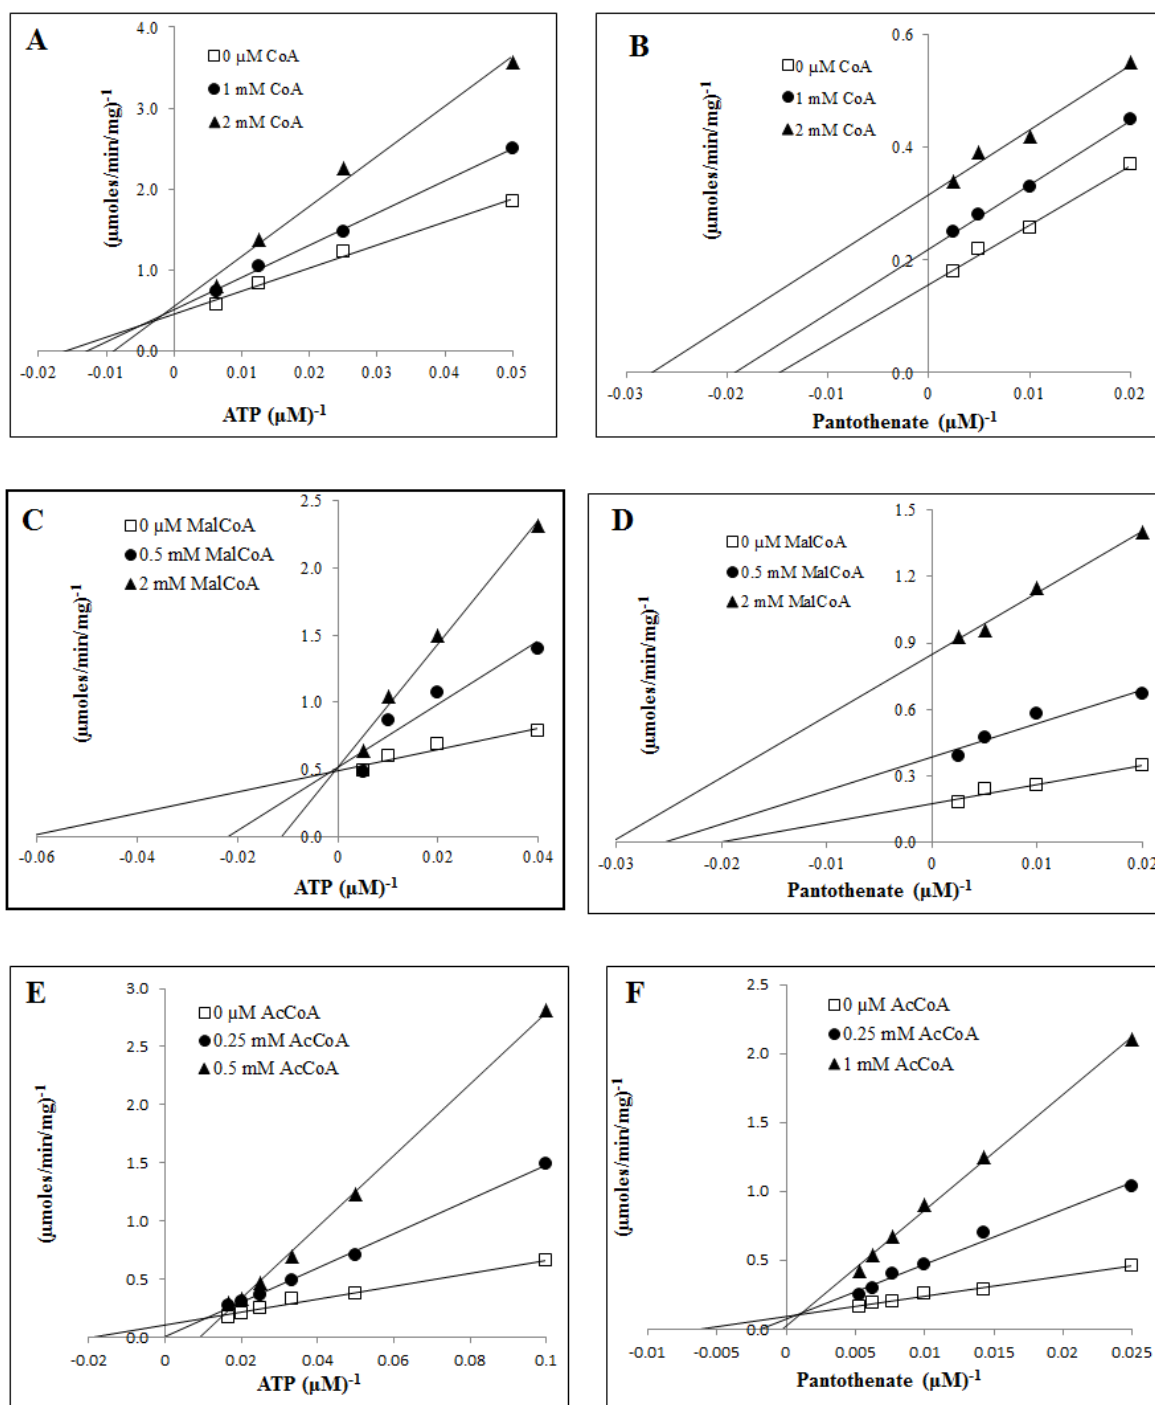 A
4.0
3.0
2.0
1.0
0.0
0 µM CoA
1 mM CoA
2 mM CoA
(µmoles/min/mg)-1
-0.02 -0.01 0 0.01 0.02 0.03 0.04 0.05
ATP (µM)-1
B
0.6
0.4
0.2
0.0
0 µM CoA
1 mM CoA
2 mM CoA
(µmoles/min/mg)-1
-0.03 -0.02 -0.01 0 0.01 0.02
Pantothenate (µM)-1
C
2.5
2.0
1.5
1.0
0.5
0.0
0 µM MalCoA
0.5 mM MalCoA
2 mM MalCoA
(µmoles/min/mg)-1
-0.06 -0.04 -0.02 0 0.02 0.04
ATP (µM)-1
D
1.5
1.2
0.9
0.6
0.3
0.0
0 µM MalCoA
0.5 mM MalCoA
2 mM MalCoA
(µmoles/min/mg)-1
-0.03 -0.02 -0.01 0 0.01 0.02
Pantothenate (µM)-1
E
3.0
2.5
2.0
1.5
1.0
0.5
0.0
0 µM AcCoA
0.25 mM AcCoA
0.5 mM AcCoA
(µmoles/min/mg)-1
-0.02 0 0.02 0.04 0.06 0.08 0.1
ATP (µM)-1
F
2.5
2.0
1.5
1.0
0.5
0.0
0 µM AcCoA
0.25 mM AcCoA
1 mM AcCoA
(µmoles/min/mg)-1
-0.01 -0.005 0 0.005 0.01 0.015 0.02 0.025
Pantothenate (µM)-1